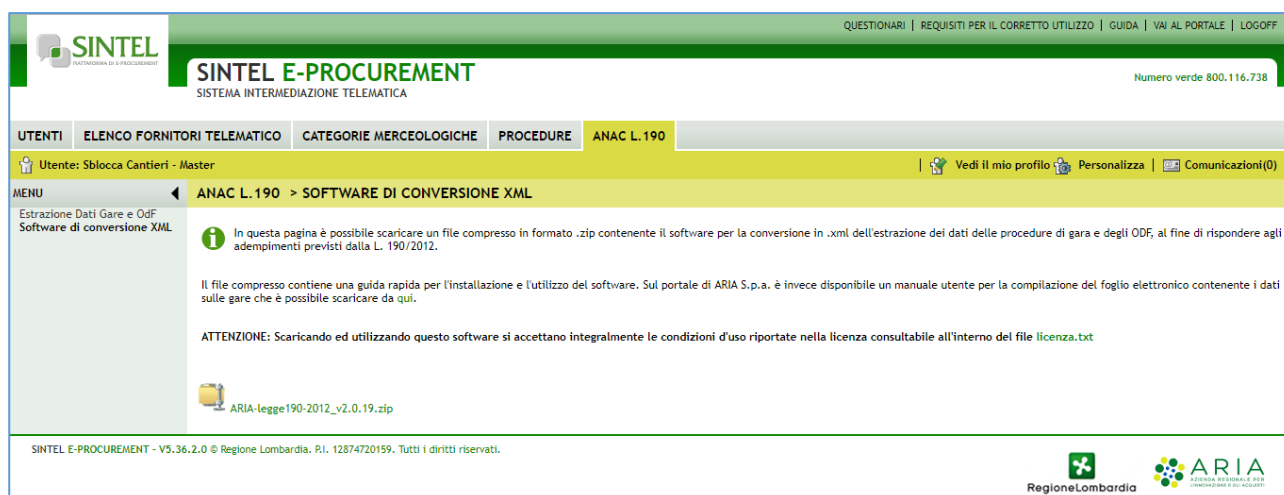 QUESTIONARI | REQUISITI PER IL CORRETTO UTILIZZO | GUIDA | VAI AL PORTALE | LOGOFF
SINTEL
PIATTAFORMA DI E-PROCUREMENT
SINTEL E-PROCUREMENT
SISTEMA INTERMEDIAZIONE TELEMATICA
Numero verde 800.116.738
UTENTI ELENCO FORNITORI TELEMATICO CATEGORIE MERCEOLOGICHE PROCEDURE ANAC L.190
Utente: Sblocca Cantieri - Master | Vedi il mio profilo Personalizza | Comunicazioni(0)
MENU
Estrazione Dati Gare e OdF
Software di conversione XML
ANAC L.190 > SOFTWARE DI CONVERSIONE XML
In questa pagina è possibile scaricare un file compresso in formato .zip contenente il software per la conversione in .xml dell'estrazione dei dati delle procedure di gara e degli ODF, al fine di rispondere agli
adempimenti previsti dalla L. 190/2012.
Il file compresso contiene una guida rapida per l'installazione e l'utilizzo del software. Sul portale di ARIA S.p.a. è invece disponibile un manuale utente per la compilazione del foglio elettronico contenente i dati
sulle gare che è possibile scaricare da qui.
ATTENZIONE: Scaricando ed utilizzando questo software si accettano integralmente le condizioni d'uso riportate nella licenza consultabile all'interno del file licenza.txt
ARIA-legge190-2012_v2.0.19.zip
SINTEL E-PROCUREMENT - V5.36.2.0 © Regione Lombardia. P.I. 12874720159. Tutti i diritti riservati.
RegioneLombardia
ARIA
AZIENDA REGIONALE PER
L'INNOVAZIONE E GLI ACQUISTI